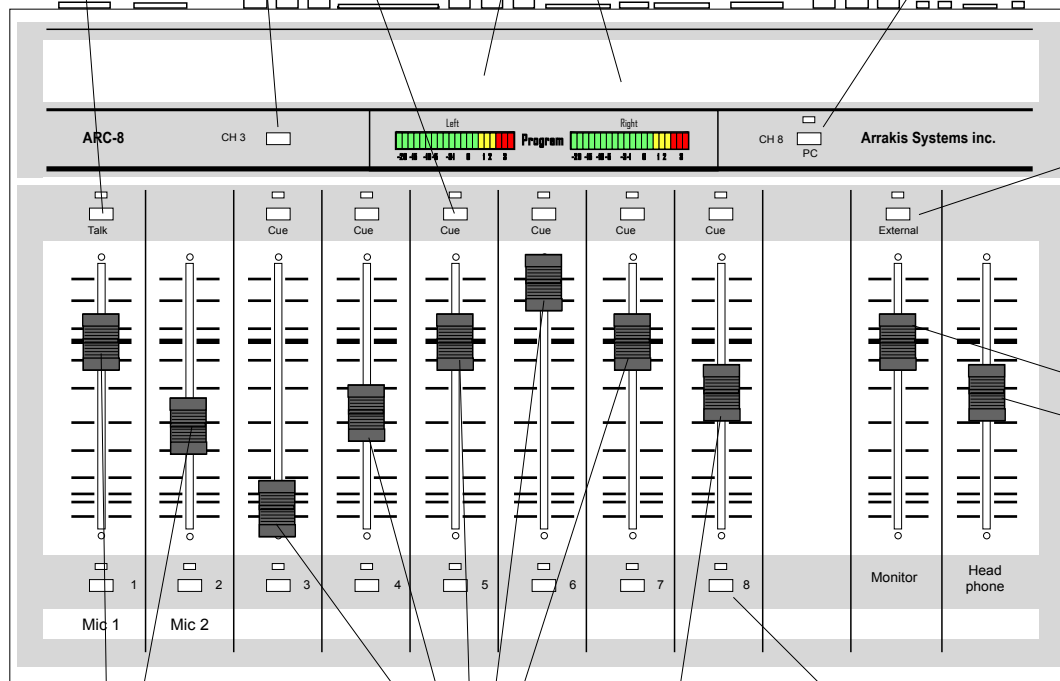 Left
Right
ARC-8
CH 3
Program
CH 8
PC
Arrakis Systems inc.
Talk
Cue
Cue
Cue
Cue
Cue
Cue
External
1
2
3
4
5
6
7
8
Monitor
Head
phone
Mic 1
Mic 2